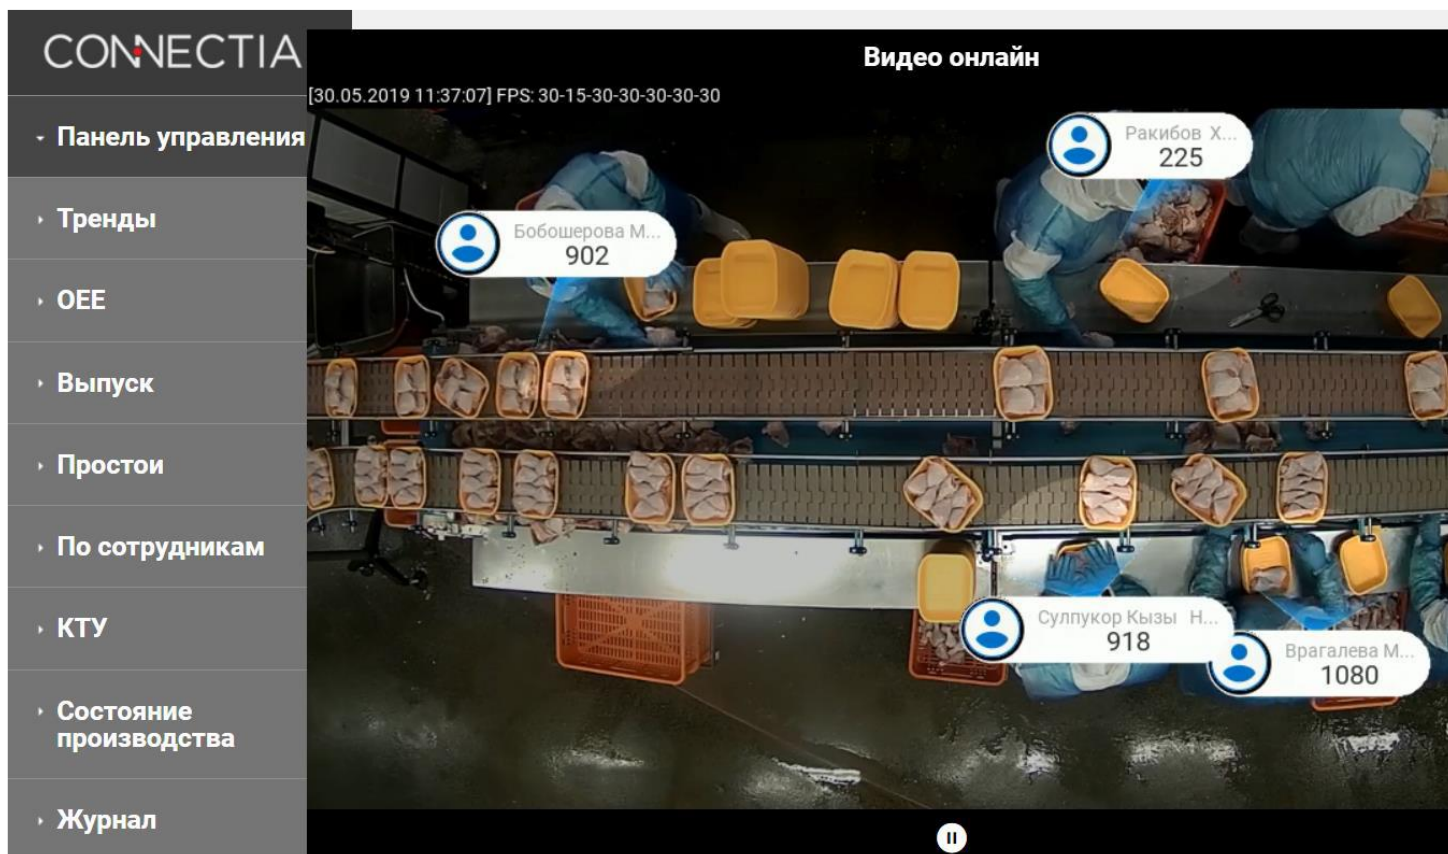 CONNECTIA
Видео онлайн
[30.05.2019 11:37:07] FPS: 30-15-30-30-30-30-30
Панель управления
Тренды
OEE
Выпуск
Простои
По сотрудникам
КТУ
Состояние
производства
Журнал
Ракибов Х...
225
Бобошерова М...
902
Сулпукор Кызы Н...
918
Врагалева М...
1080